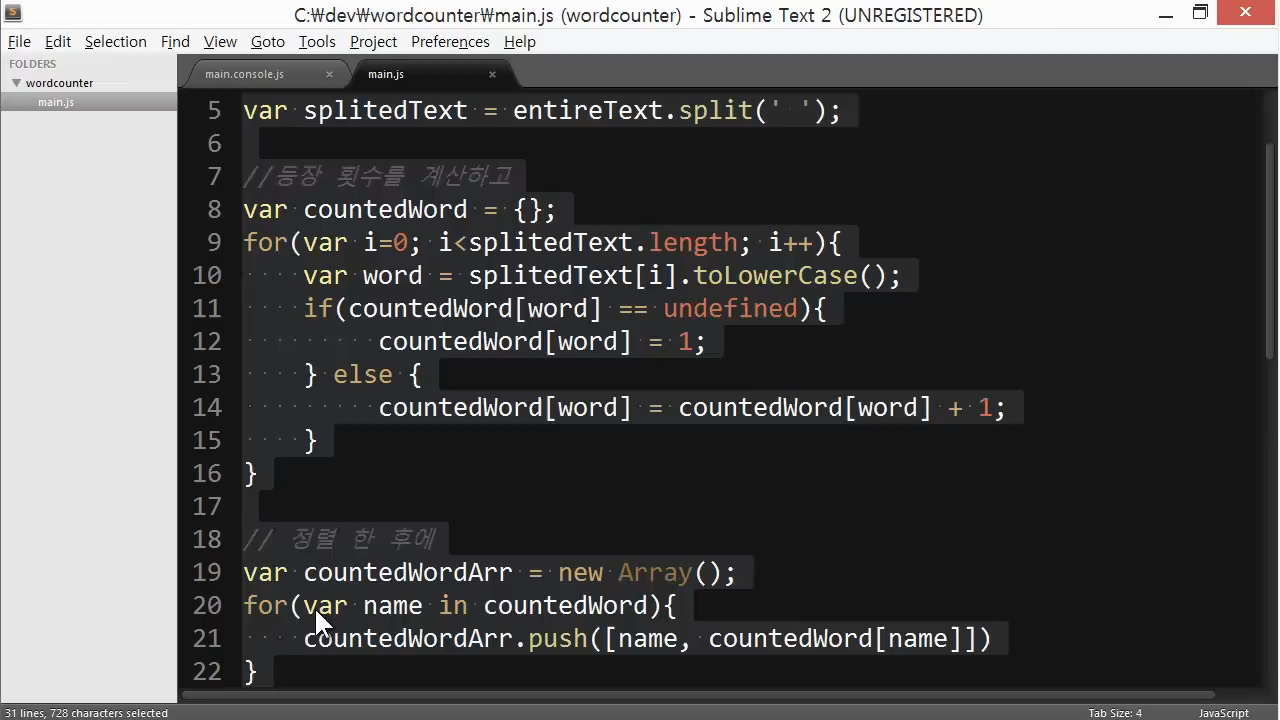 C:\dev\wordcounter\main.js (wordcounter) - Sublime Text 2 (UNREGISTERED)
File Edit Selection Find View Goto Tools Project Preferences Help
FOLDERS
wordcounter
main.js
main.console.js × main.js ×
5 var splitedText = entireText.split(' ');
6
7 //등장 횟수를 계산하고
8 var countedWord = {};
9 for(var i=0; i<splitedText.length; i++){
10     var word = splitedText[i].toLowerCase();
11     if(countedWord[word] == undefined){
12         countedWord[word] = 1;
13     } else {
14         countedWord[word] = countedWord[word] + 1;
15     }
16 }
17
18 // 정렬 한 후에
19 var countedWordArr = new Array();
20 for(var name in countedWord){
21     countedWordArr.push([name, countedWord[name]])
22 }
31 lines, 728 characters selected Tab Size: 4 JavaScript